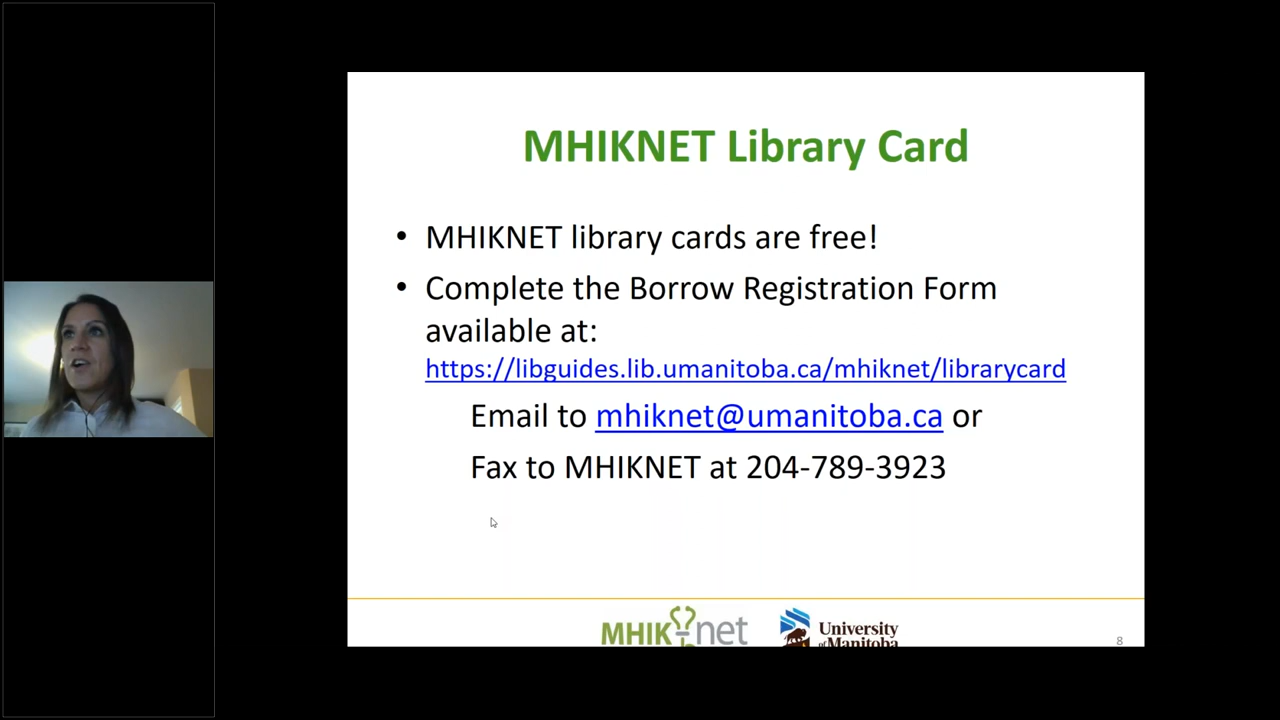 MHIKNET Library Card
• MHIKNET library cards are free!
• Complete the Borrow Registration Form
available at:
https://libguides.lib.umanitoba.ca/mhiknet/librarycard
Email to mhiknet@umanitoba.ca or
Fax to MHIKNET at 204-789-3923
MHIK-net
University
of Manitoba
8